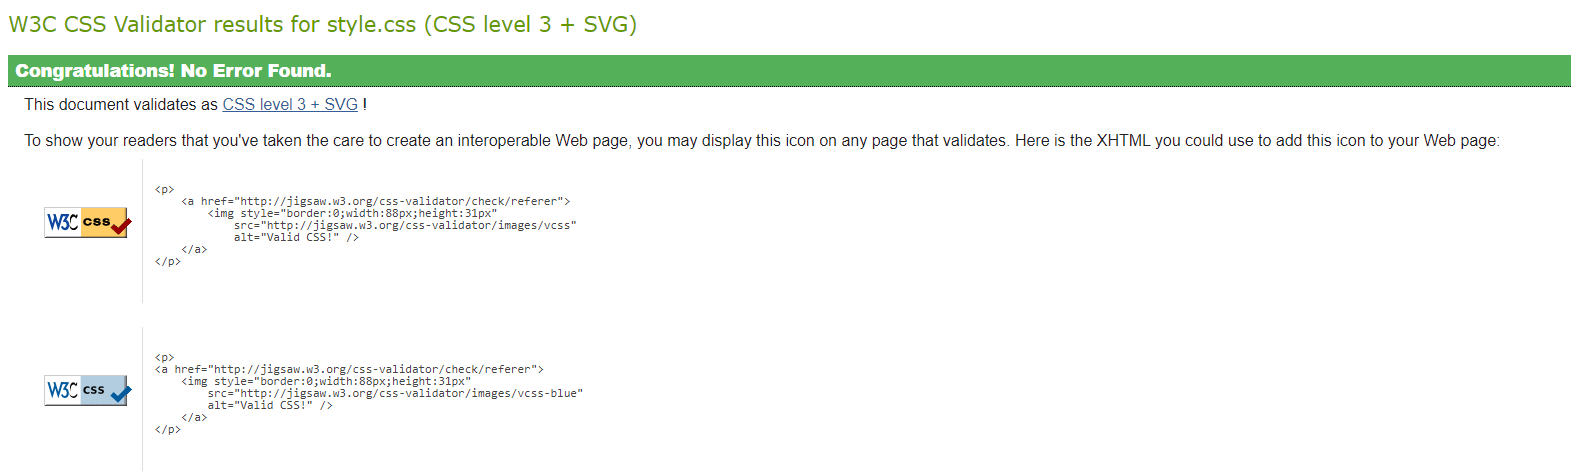 W3C CSS Validator results for style.css (CSS level 3 + SVG)
Congratulations! No Error Found.
This document validates as CSS level 3 + SVG !
To show your readers that you've taken the care to create an interoperable Web page, you may display this icon on any page that validates. Here is the XHTML you could use to add this icon to your Web page:
W3C css
<p>
    <a href="http://jigsaw.w3.org/css-validator/check/referer">
        <img style="border:0;width:88px;height:31px"
            src="http://jigsaw.w3.org/css-validator/images/vcss"
            alt="Valid CSS!" />
    </a>
</p>
W3C css
<p>
<a href="http://jigsaw.w3.org/css-validator/check/referer">
    <img style="border:0;width:88px;height:31px"
        src="http://jigsaw.w3.org/css-validator/images/vcss-blue"
        alt="Valid CSS!" />
    </a>
</p>